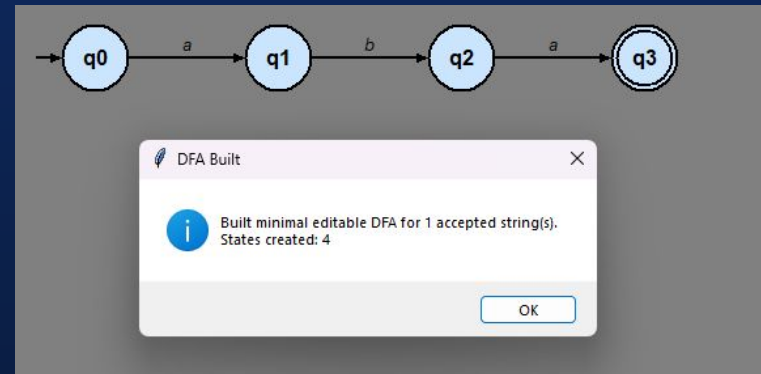 a b a
q0 q1 q2 q3
DFA Built
Built minimal editable DFA for 1 accepted string(s).
States created: 4
OK